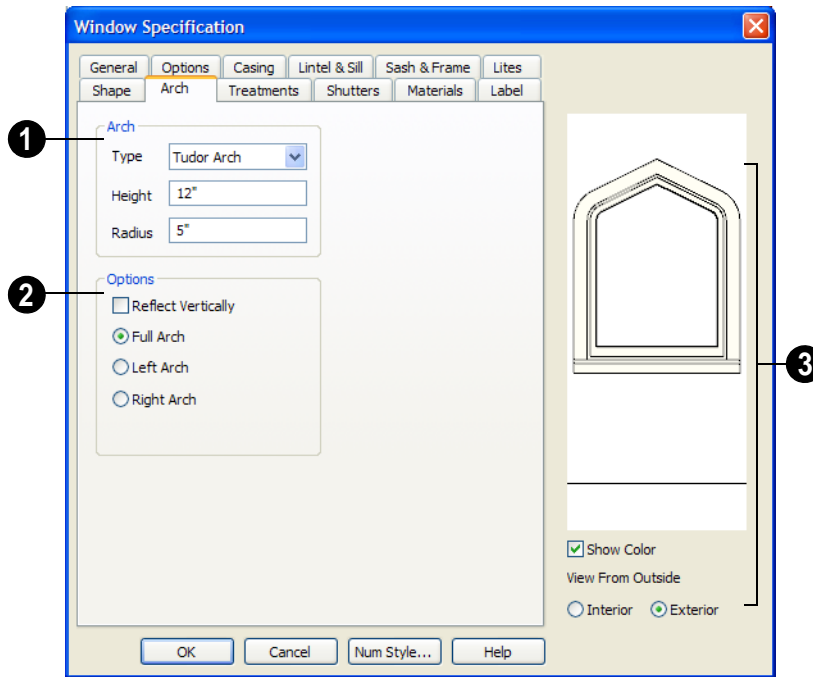 Window Specification
General Options Casing Lintel & Sill Sash & Frame Lites
Shape Arch Treatments Shutters Materials Label
1
Arch
Type Tudor Arch
Height 12"
Radius 5"
2
Options
Reflect Vertically
Full Arch
Left Arch
Right Arch
3
Show Color
View From Outside
Interior Exterior
OK Cancel Num Style... Help